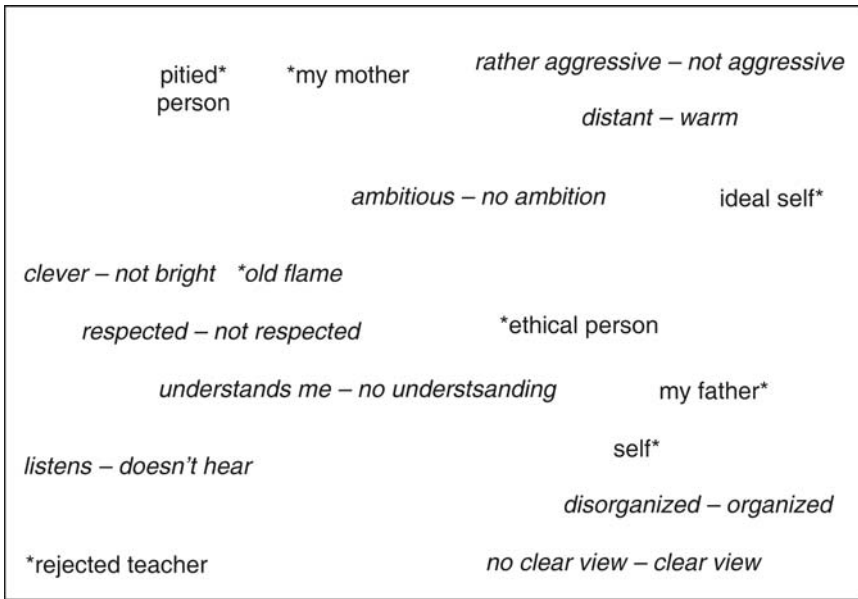 pitied*
person
*my mother
rather aggressive – not aggressive
distant – warm
ambitious – no ambition
ideal self*
clever – not bright
*old flame
respected – not respected
*ethical person
understands me – no understsanding
my father*
self*
listens – doesn't hear
disorganized – organized
*rejected teacher
no clear view – clear view